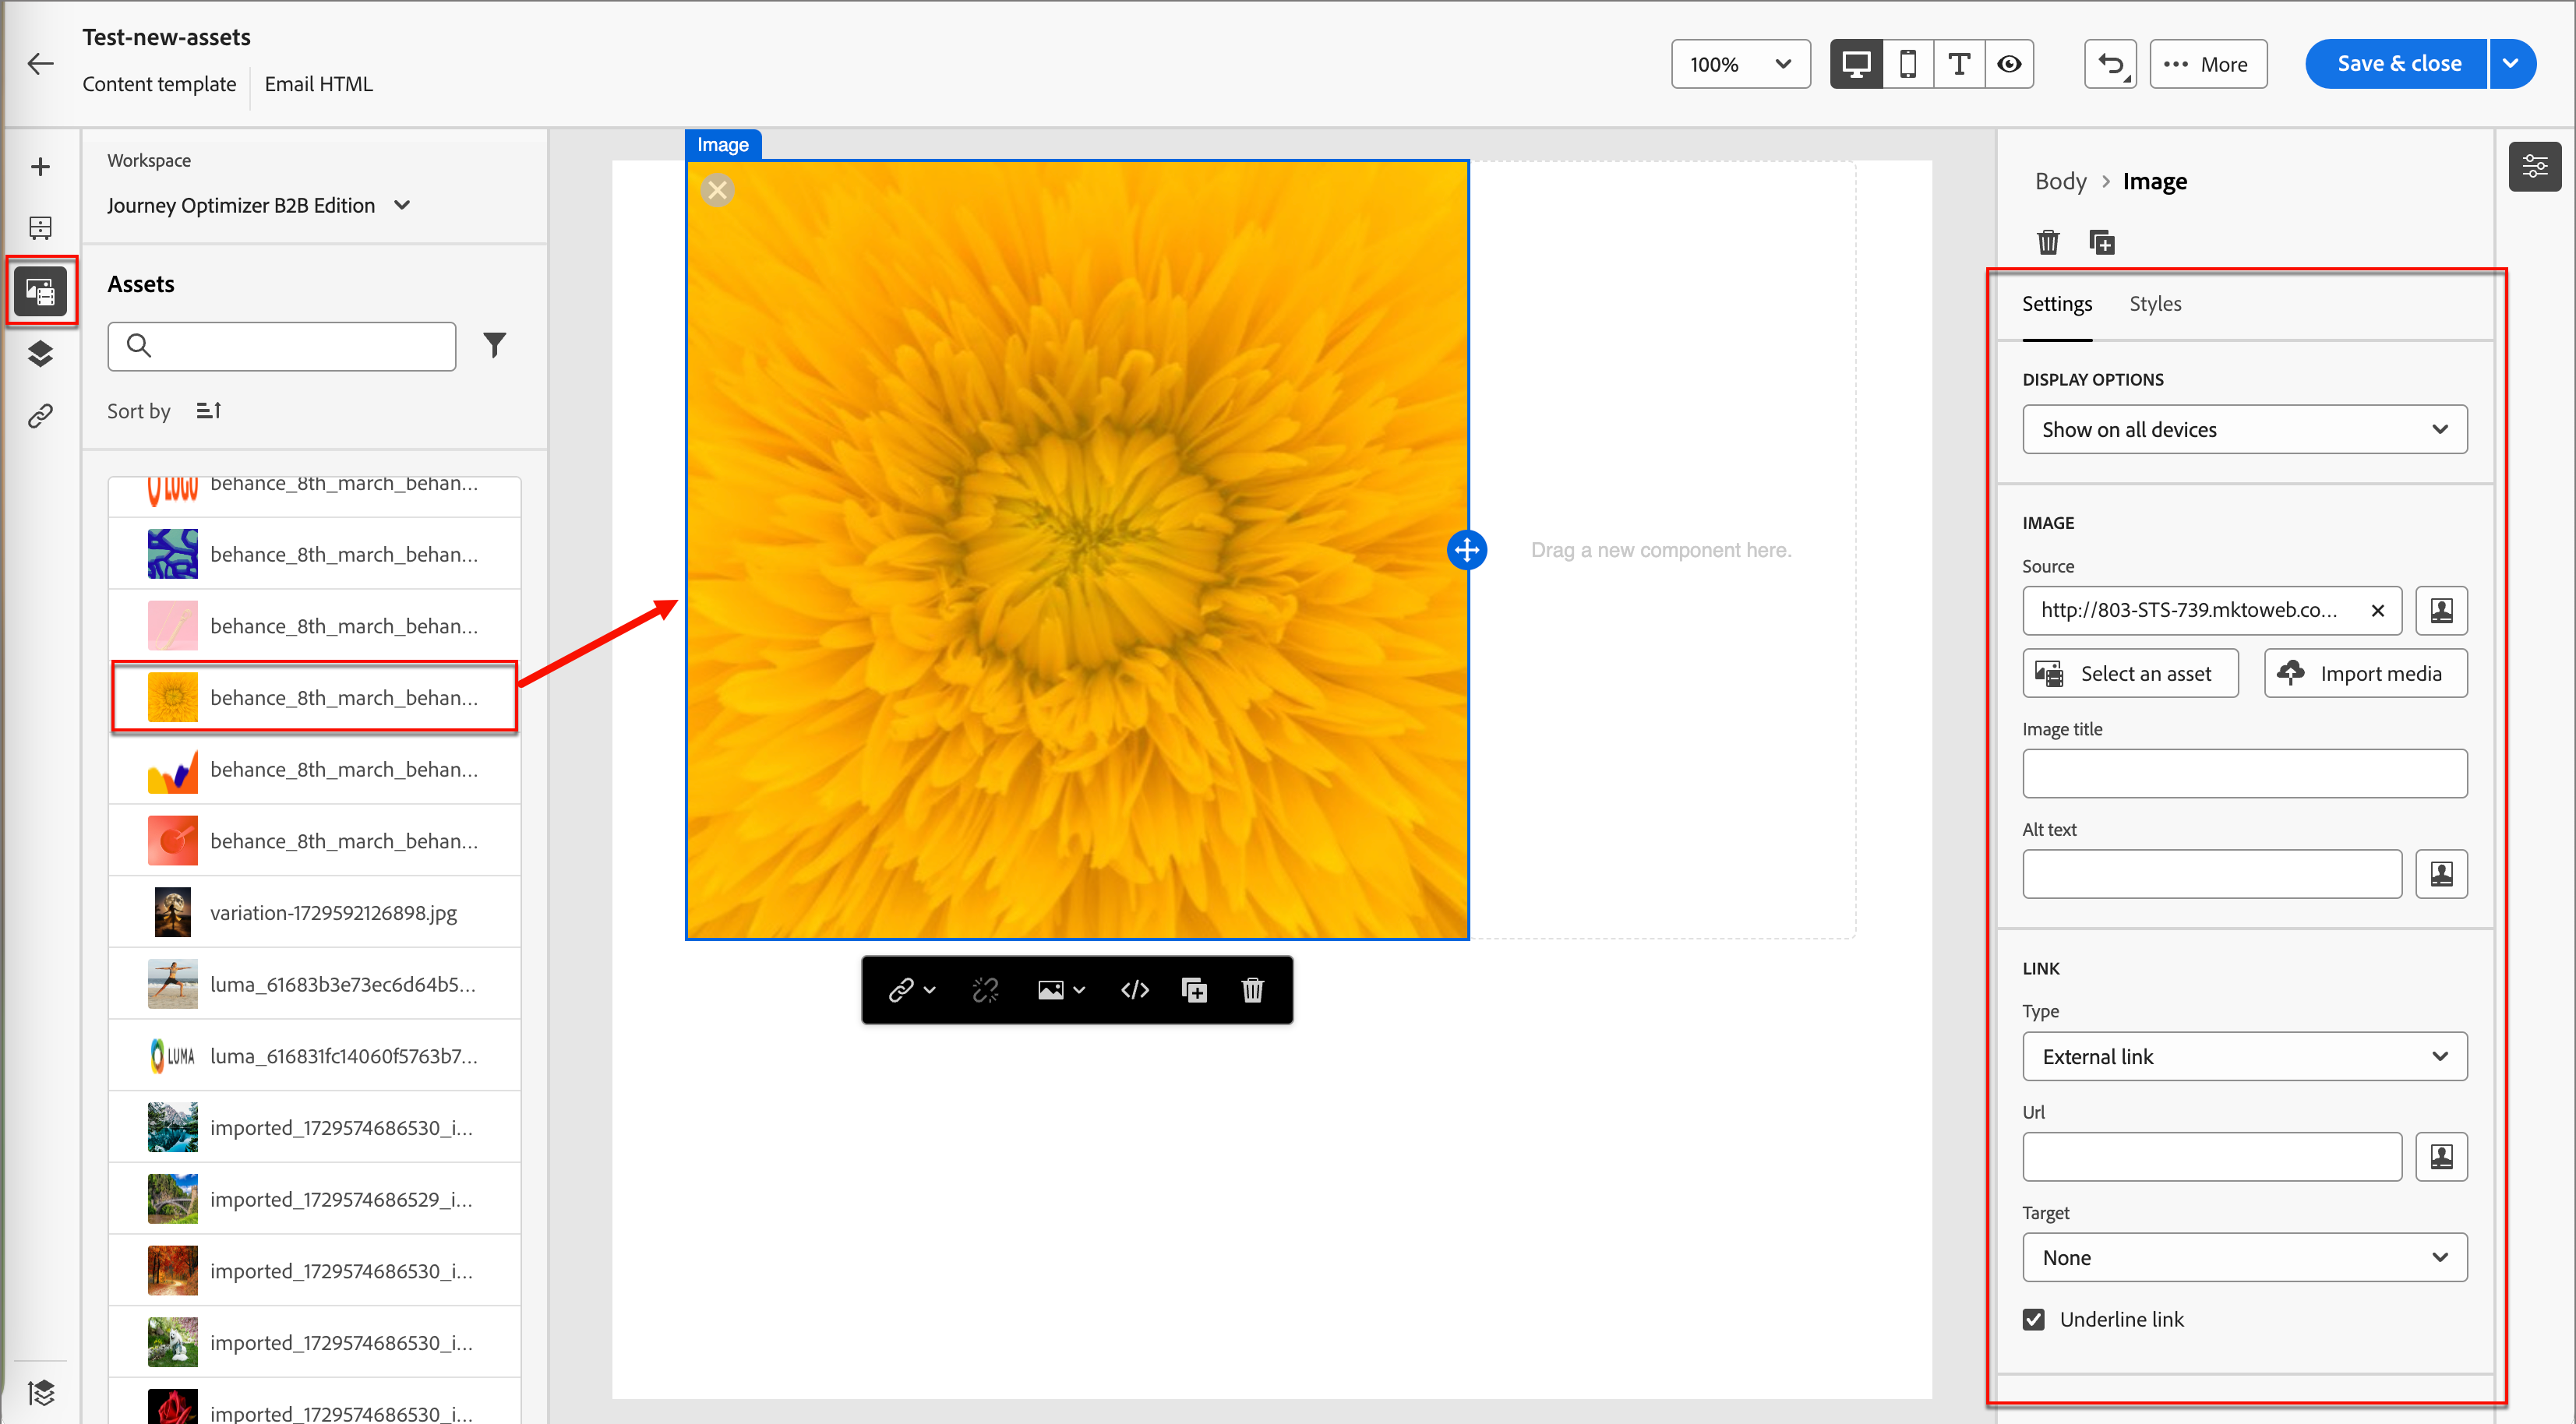 Test-new-assets
Content template
Email HTML
100%
More
Save & close
Workspace
Journey Optimizer B2B Edition
Assets
Sort by
behance_8th_march_behan...
behance_8th_march_behan...
behance_8th_march_behan...
behance_8th_march_behan...
behance_8th_march_behan...
behance_8th_march_behan...
variation-1729592126898.jpg
luma_61683b3e73ec6d64b5...
LUMA
luma_616831fc14060f5763b7...
imported_1729574686530_i...
imported_1729574686529_i...
imported_1729574686530_i...
imported_1729574686530_i...
imported_1729574686530_i...
Image
Drag a new component here.
Body > Image
Settings
Styles
DISPLAY OPTIONS
Show on all devices
IMAGE
Source
http://803-STS-739.mktoweb.co...
Select an asset
Import media
Image title
Alt text
LINK
Type
External link
Url
Target
None
Underline link